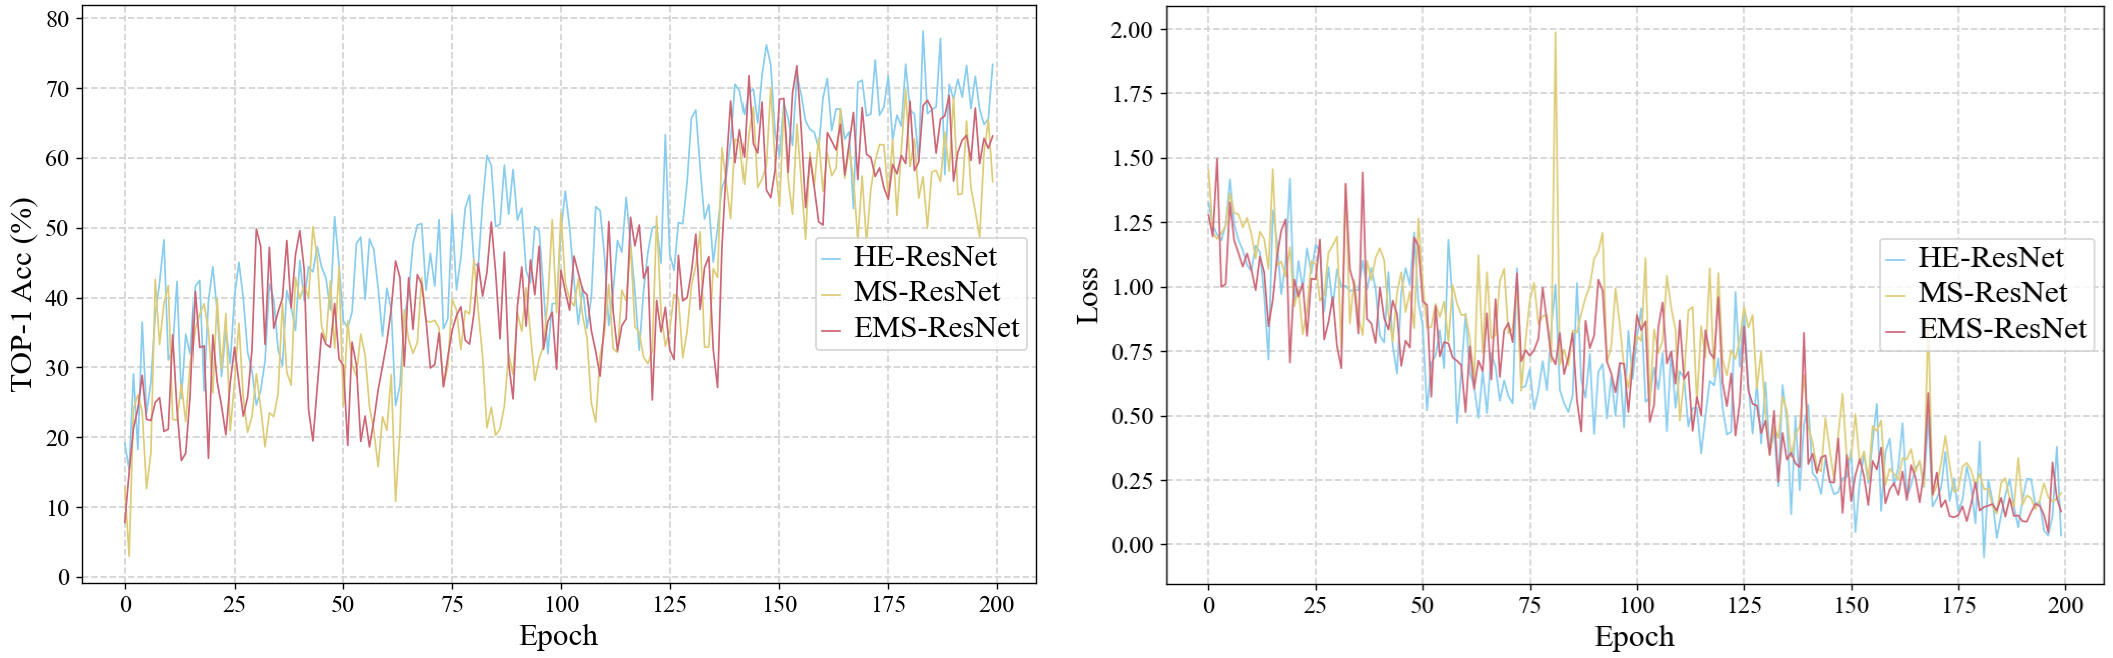 80
70
60
50
40
30
20
10
0
TOP-1 Acc (%)
HE-ResNet
MS-ResNet
EMS-ResNet
0 25 50 75 100 125 150 175 200
Epoch
2.00
1.75
1.50
1.25
1.00
0.75
0.50
0.25
0.00
Loss
HE-ResNet
MS-ResNet
EMS-ResNet
0 25 50 75 100 125 150 175 200
Epoch